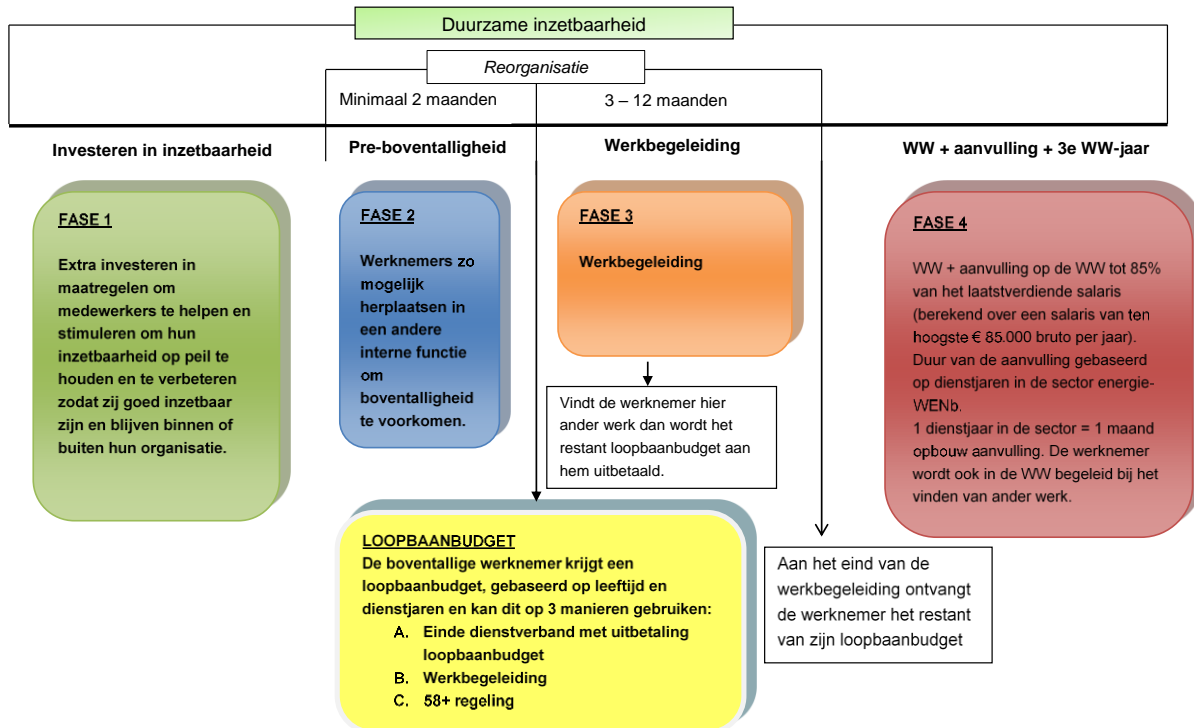 Duurzame inzetbaarheid
Reorganisatie
Minimaal 2 maanden
3 – 12 maanden
Investeren in inzetbaarheid
Pre-boventalligheid
Werkbegeleiding
WW + aanvulling + 3e WW-jaar
FASE 1
Extra investeren in
maatregelen om
medewerkers te helpen en
stimuleren om hun
inzetbaarheid op peil te
houden en te verbeteren
zodat zij goed inzetbaar
zijn en blijven binnen of
buiten hun organisatie.
FASE 2
Werknemers zo
mogelijk
herplaatsen in
een andere
interne functie
om
boventalligheid
te voorkomen.
FASE 3
Werkbegeleiding
Vindt de werknemer hier
ander werk dan wordt het
restant loopbaanbudget aan
hem uitbetaald.
FASE 4
WW + aanvulling op de WW tot 85%
van het laatstverdiende salaris
(berekend over een salaris van ten
hoogste € 85.000 bruto per jaar).
Duur van de aanvulling gebaseerd
op dienstjaren in de sector energie-
WENb.
1 dienstjaar in de sector = 1 maand
opbouw aanvulling. De werknemer
wordt ook in de WW begeleid bij het
vinden van ander werk.
LOOPBAANBUDGET
De boventallige werknemer krijgt een
loopbaanbudget, gebaseerd op leeftijd en
dienstjaren en kan dit op 3 manieren gebruiken:
A. Einde dienstverband met uitbetaling
loopbaanbudget
B. Werkbegeleiding
C. 58+ regeling
Aan het eind van de
werkbegeleiding ontvangt
de werknemer het restant
van zijn loopbaanbudget